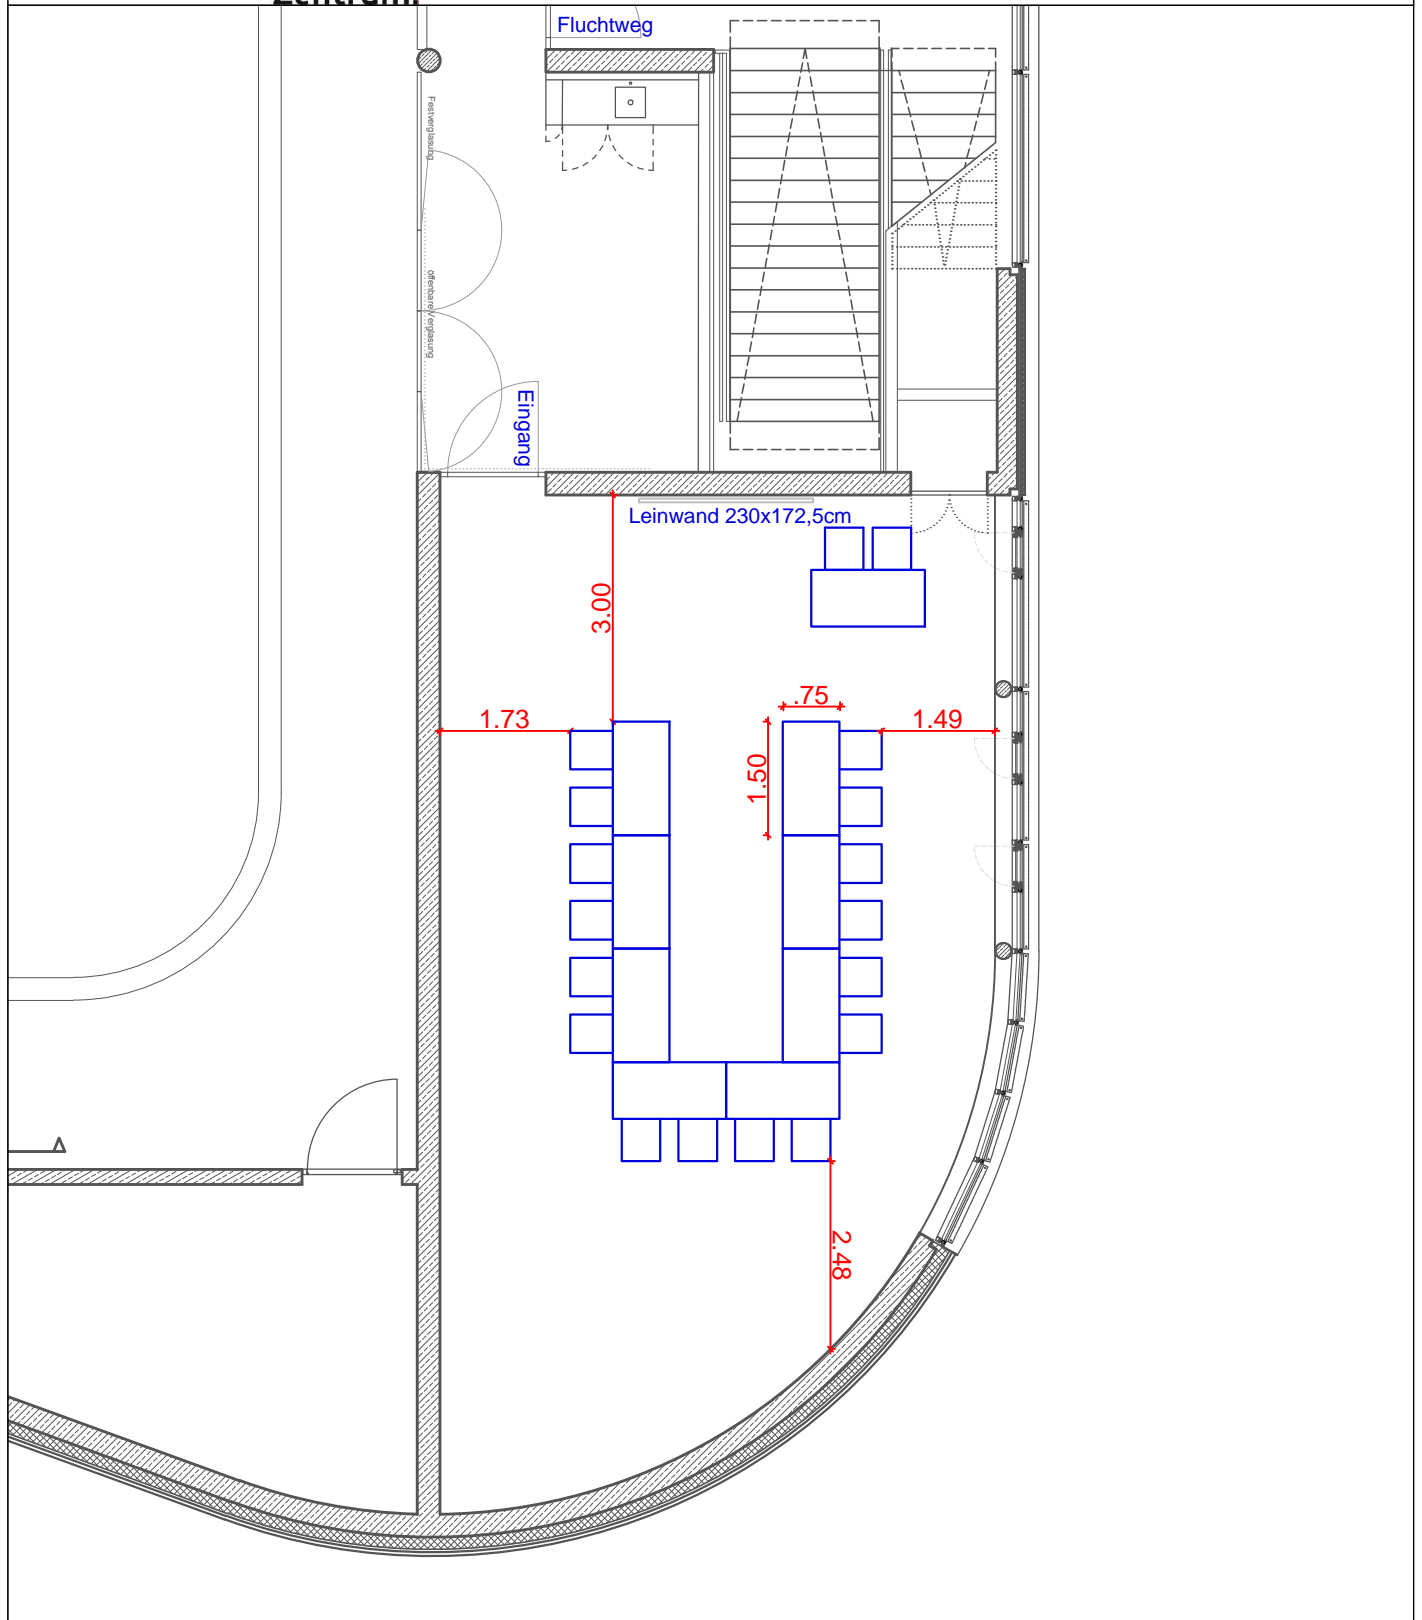 Zentrum.
Fluchtweg
Festverglasung
öffenbare Verglasung
Eingang
Leinwand 230x172,5cm
3.00
.75
1.73
1.49
1.50
2.48